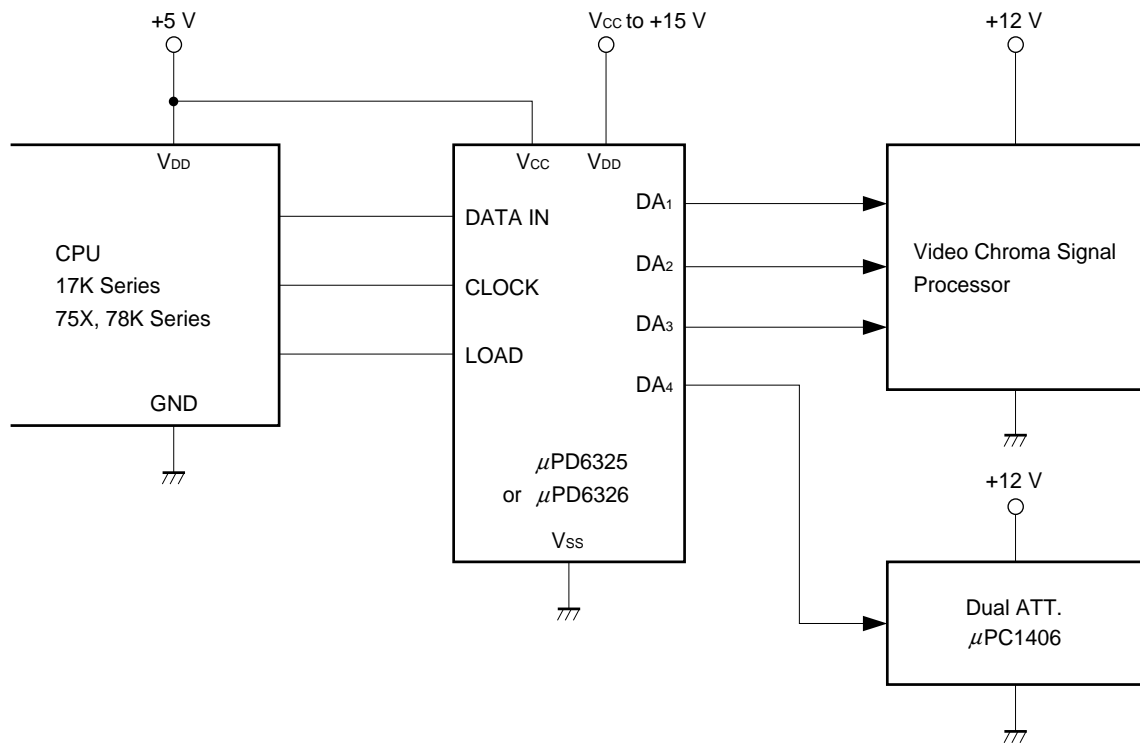 +5 V
VCC to +15 V
+12 V
VDD
VCC
VDD
CPU
17K Series
75X, 78K Series
GND
DATA IN
CLOCK
LOAD
DA1
DA2
DA3
DA4
μPD6325
or μPD6326
VSS
Video Chroma Signal
Processor
+12 V
Dual ATT.
μPC1406